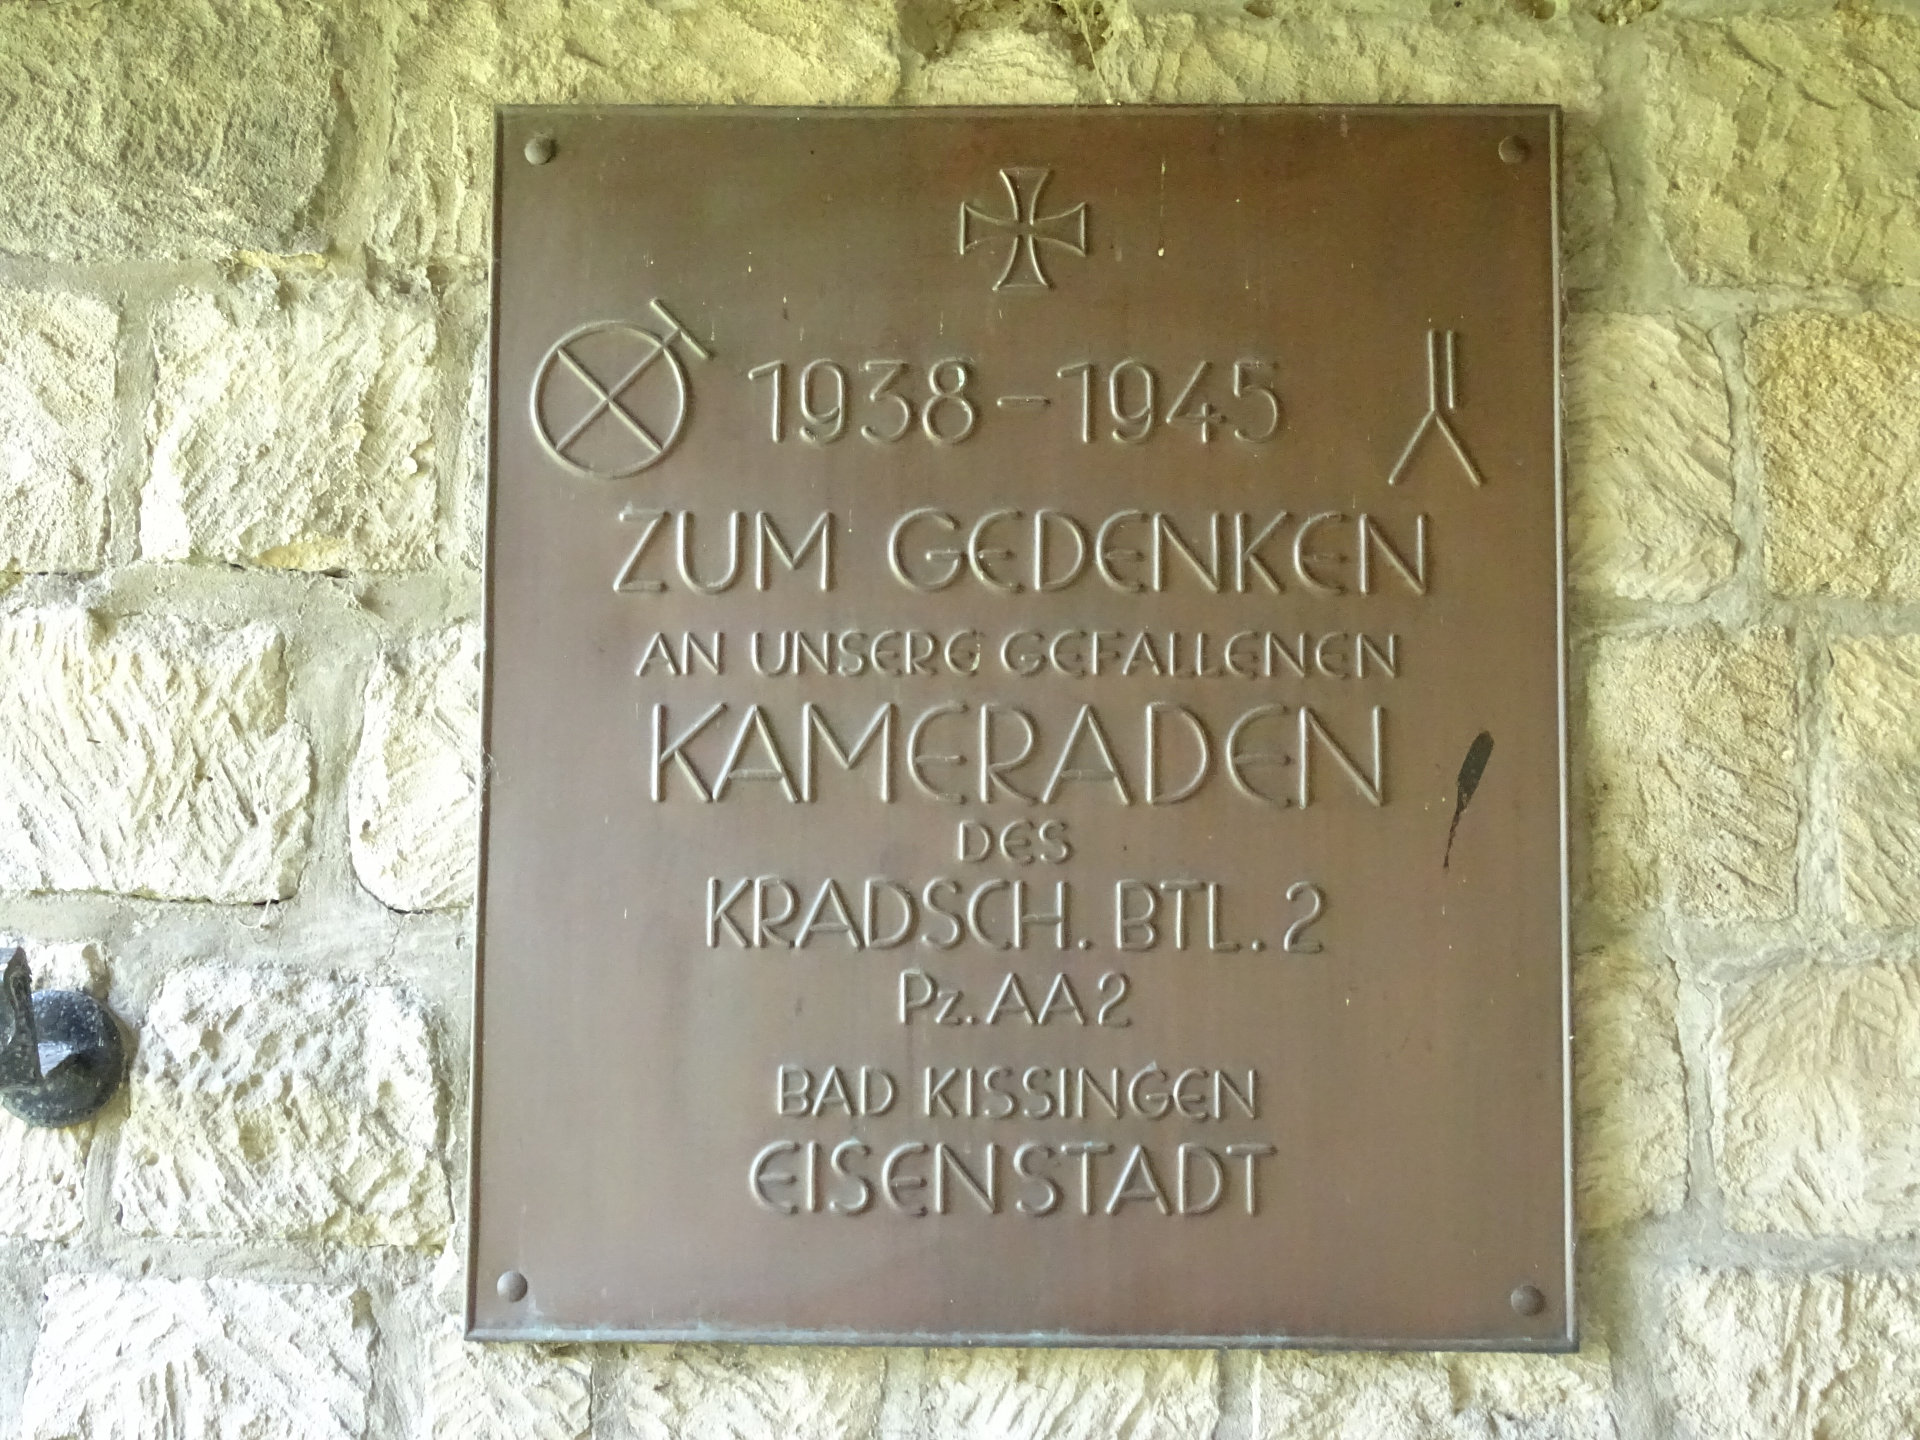 1938-1945
ZUM GEDENKEN
AN UNSERE GEFALLENEN
KAMERADEN
DES
KRADSCH. BTL. 2
Pz. AA 2
BAD KISSINGEN
EISENSTADT